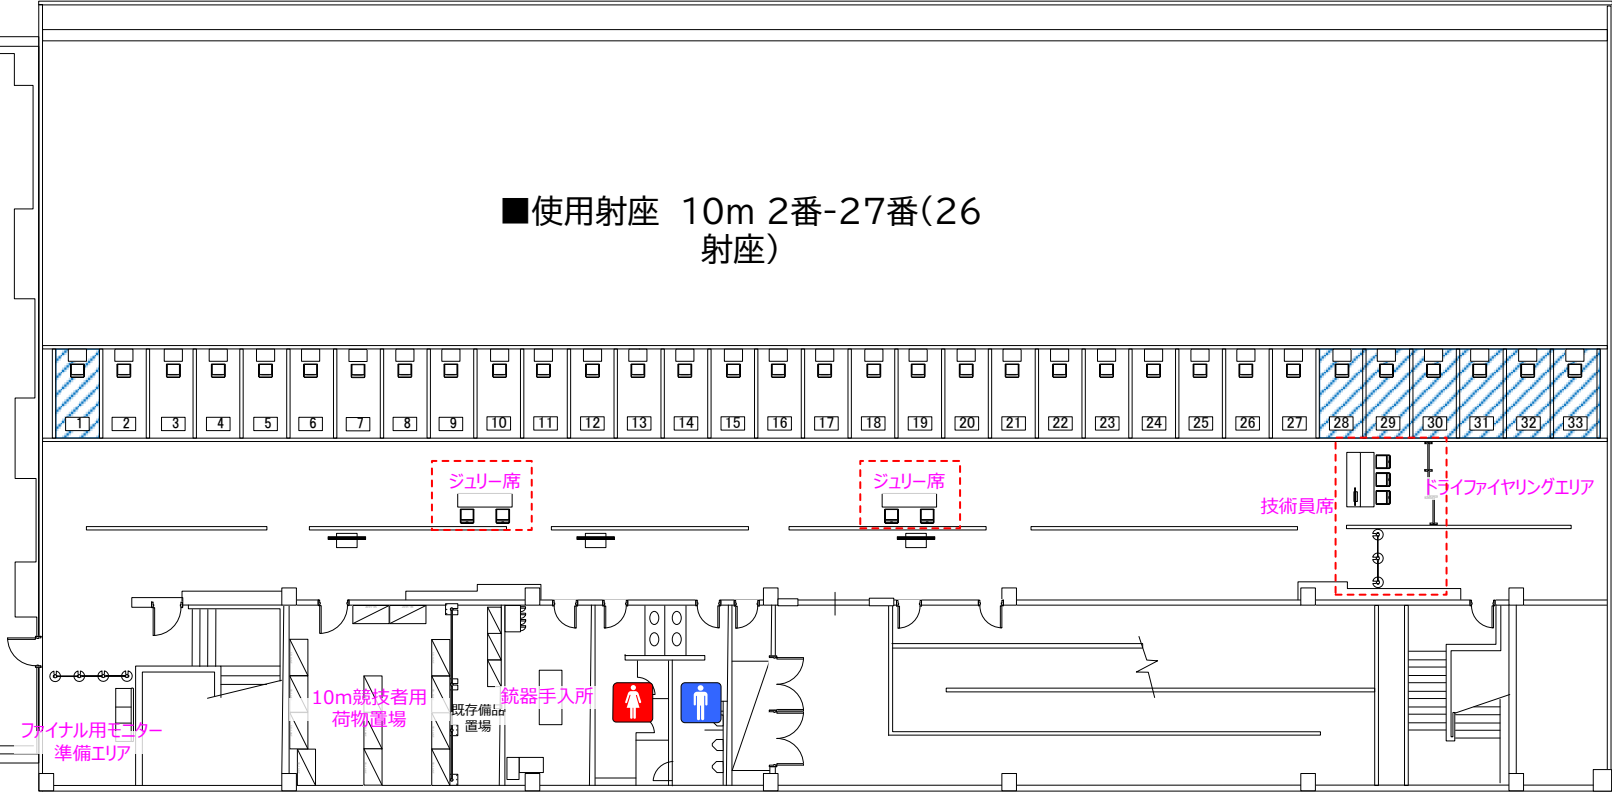 ■使用射座 10m 2番-27番(26
射座)
1 2 3 4 5 6 7 8 9 10 11 12 13 14 15 16 17 18 19 20 21 22 23 24 25 26 27 28 29 30 31 32 33
ジュリー席
ジュリー席
技術員席
ドライファイヤリングエリア
ファイナル用モニター
準備エリア
10m競技者用
荷物置場
既存備品
置場
銃器手入所